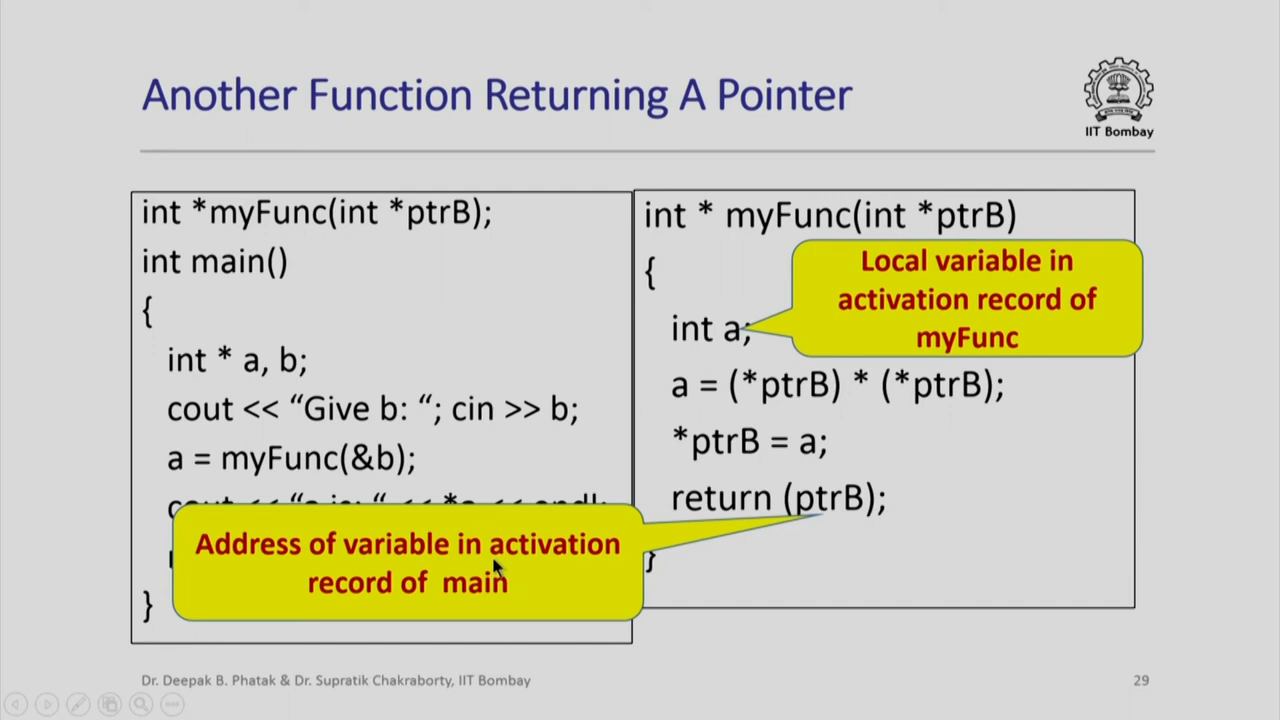 Another Function Returning A Pointer
IIT Bombay
int *myFunc(int *ptrB);
int main()
{
int * a, b;
cout << “Give b: “; cin >> b;
a = myFunc(&b);
}
int * myFunc(int *ptrB)
{
int a;
a = (*ptrB) * (*ptrB);
*ptrB = a;
return (ptrB);
}
Local variable in
activation record of
myFunc
Address of variable in activation
record of main
Dr. Deepak B. Phatak & Dr. Supratik Chakraborty, IIT Bombay
29